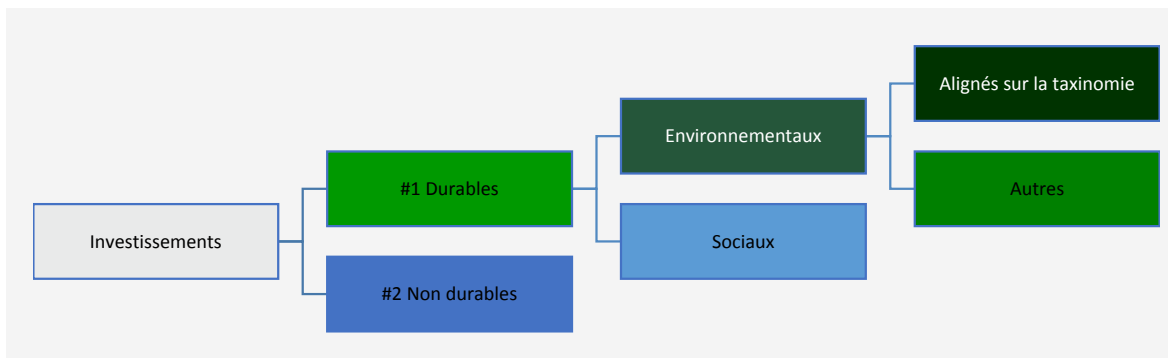 Alignés sur la taxinomie
Environnementaux
#1 Durables
Autres
Investissements
Sociaux
#2 Non durables